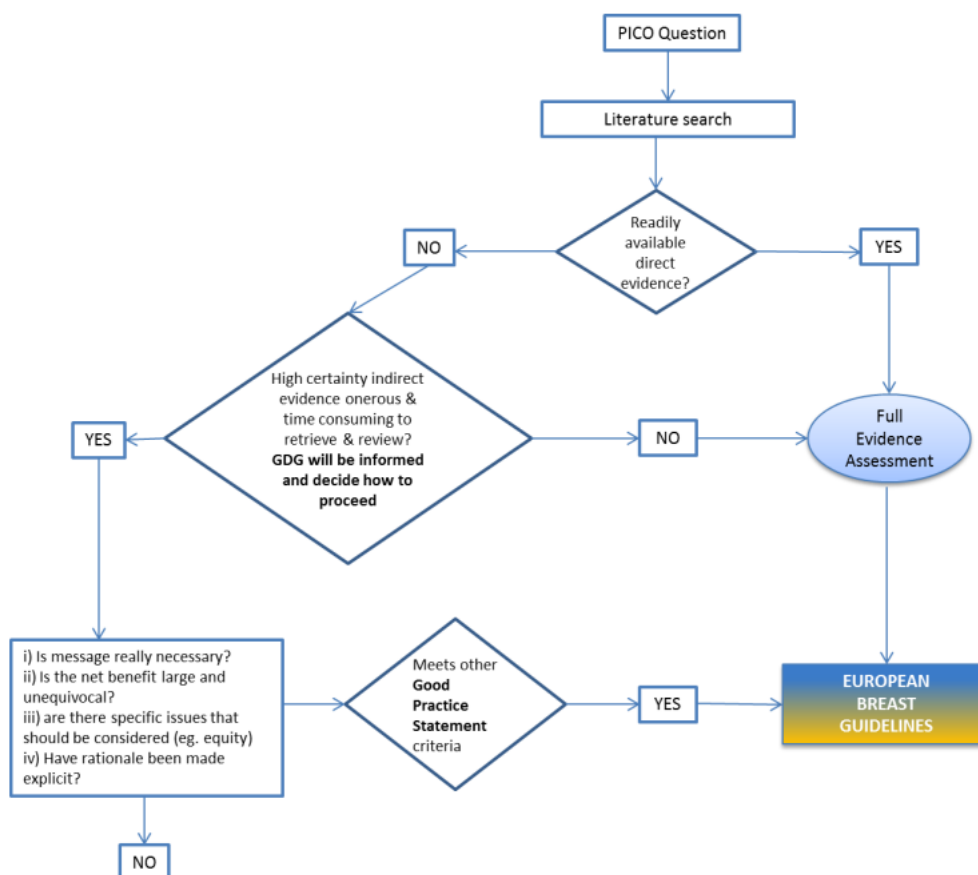 PICO Question
Literature search
Readily
available
direct
evidence?
NO
YES
High certainty indirect
evidence onerous &
time consuming to
retrieve & review?
GDG will be informed
and decide how to
proceed
YES
NO
Full
Evidence
Assessment
i) Is message really necessary?
ii) Is the net benefit large and
unequivocal?
iii) are there specific issues that
should be considered (eg. equity)
iv) Have rationale been made
explicit?
Meets other
Good
Practice
Statement
criteria
YES
EUROPEAN
BREAST
GUIDELINES
NO